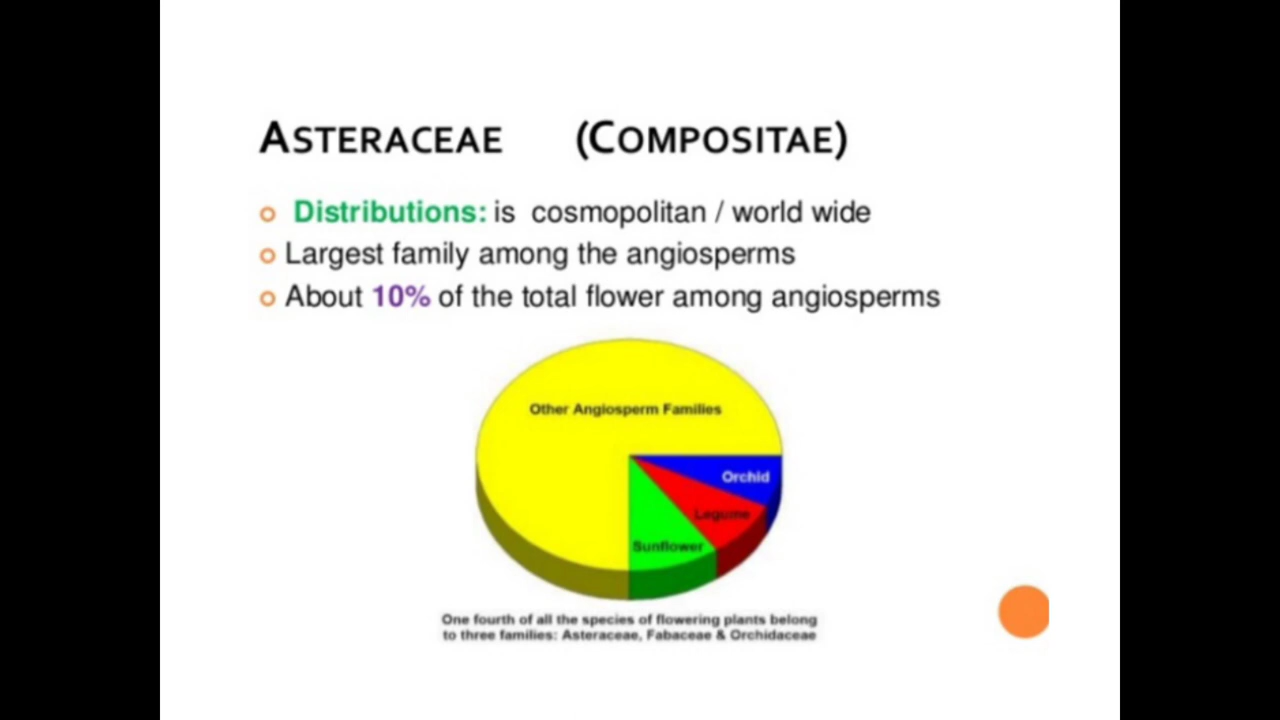 ASTERACEAE (COMPOSITAE)
Distributions: is cosmopolitan / world wide
Largest family among the angiosperms
About 10% of the total flower among angiosperms
Other Angiosperm Families
Orchid
Legume
Sunflower
One fourth of all the species of flowering plants belong
to three families: Asteraceae, Fabaceae & Orchidaceae